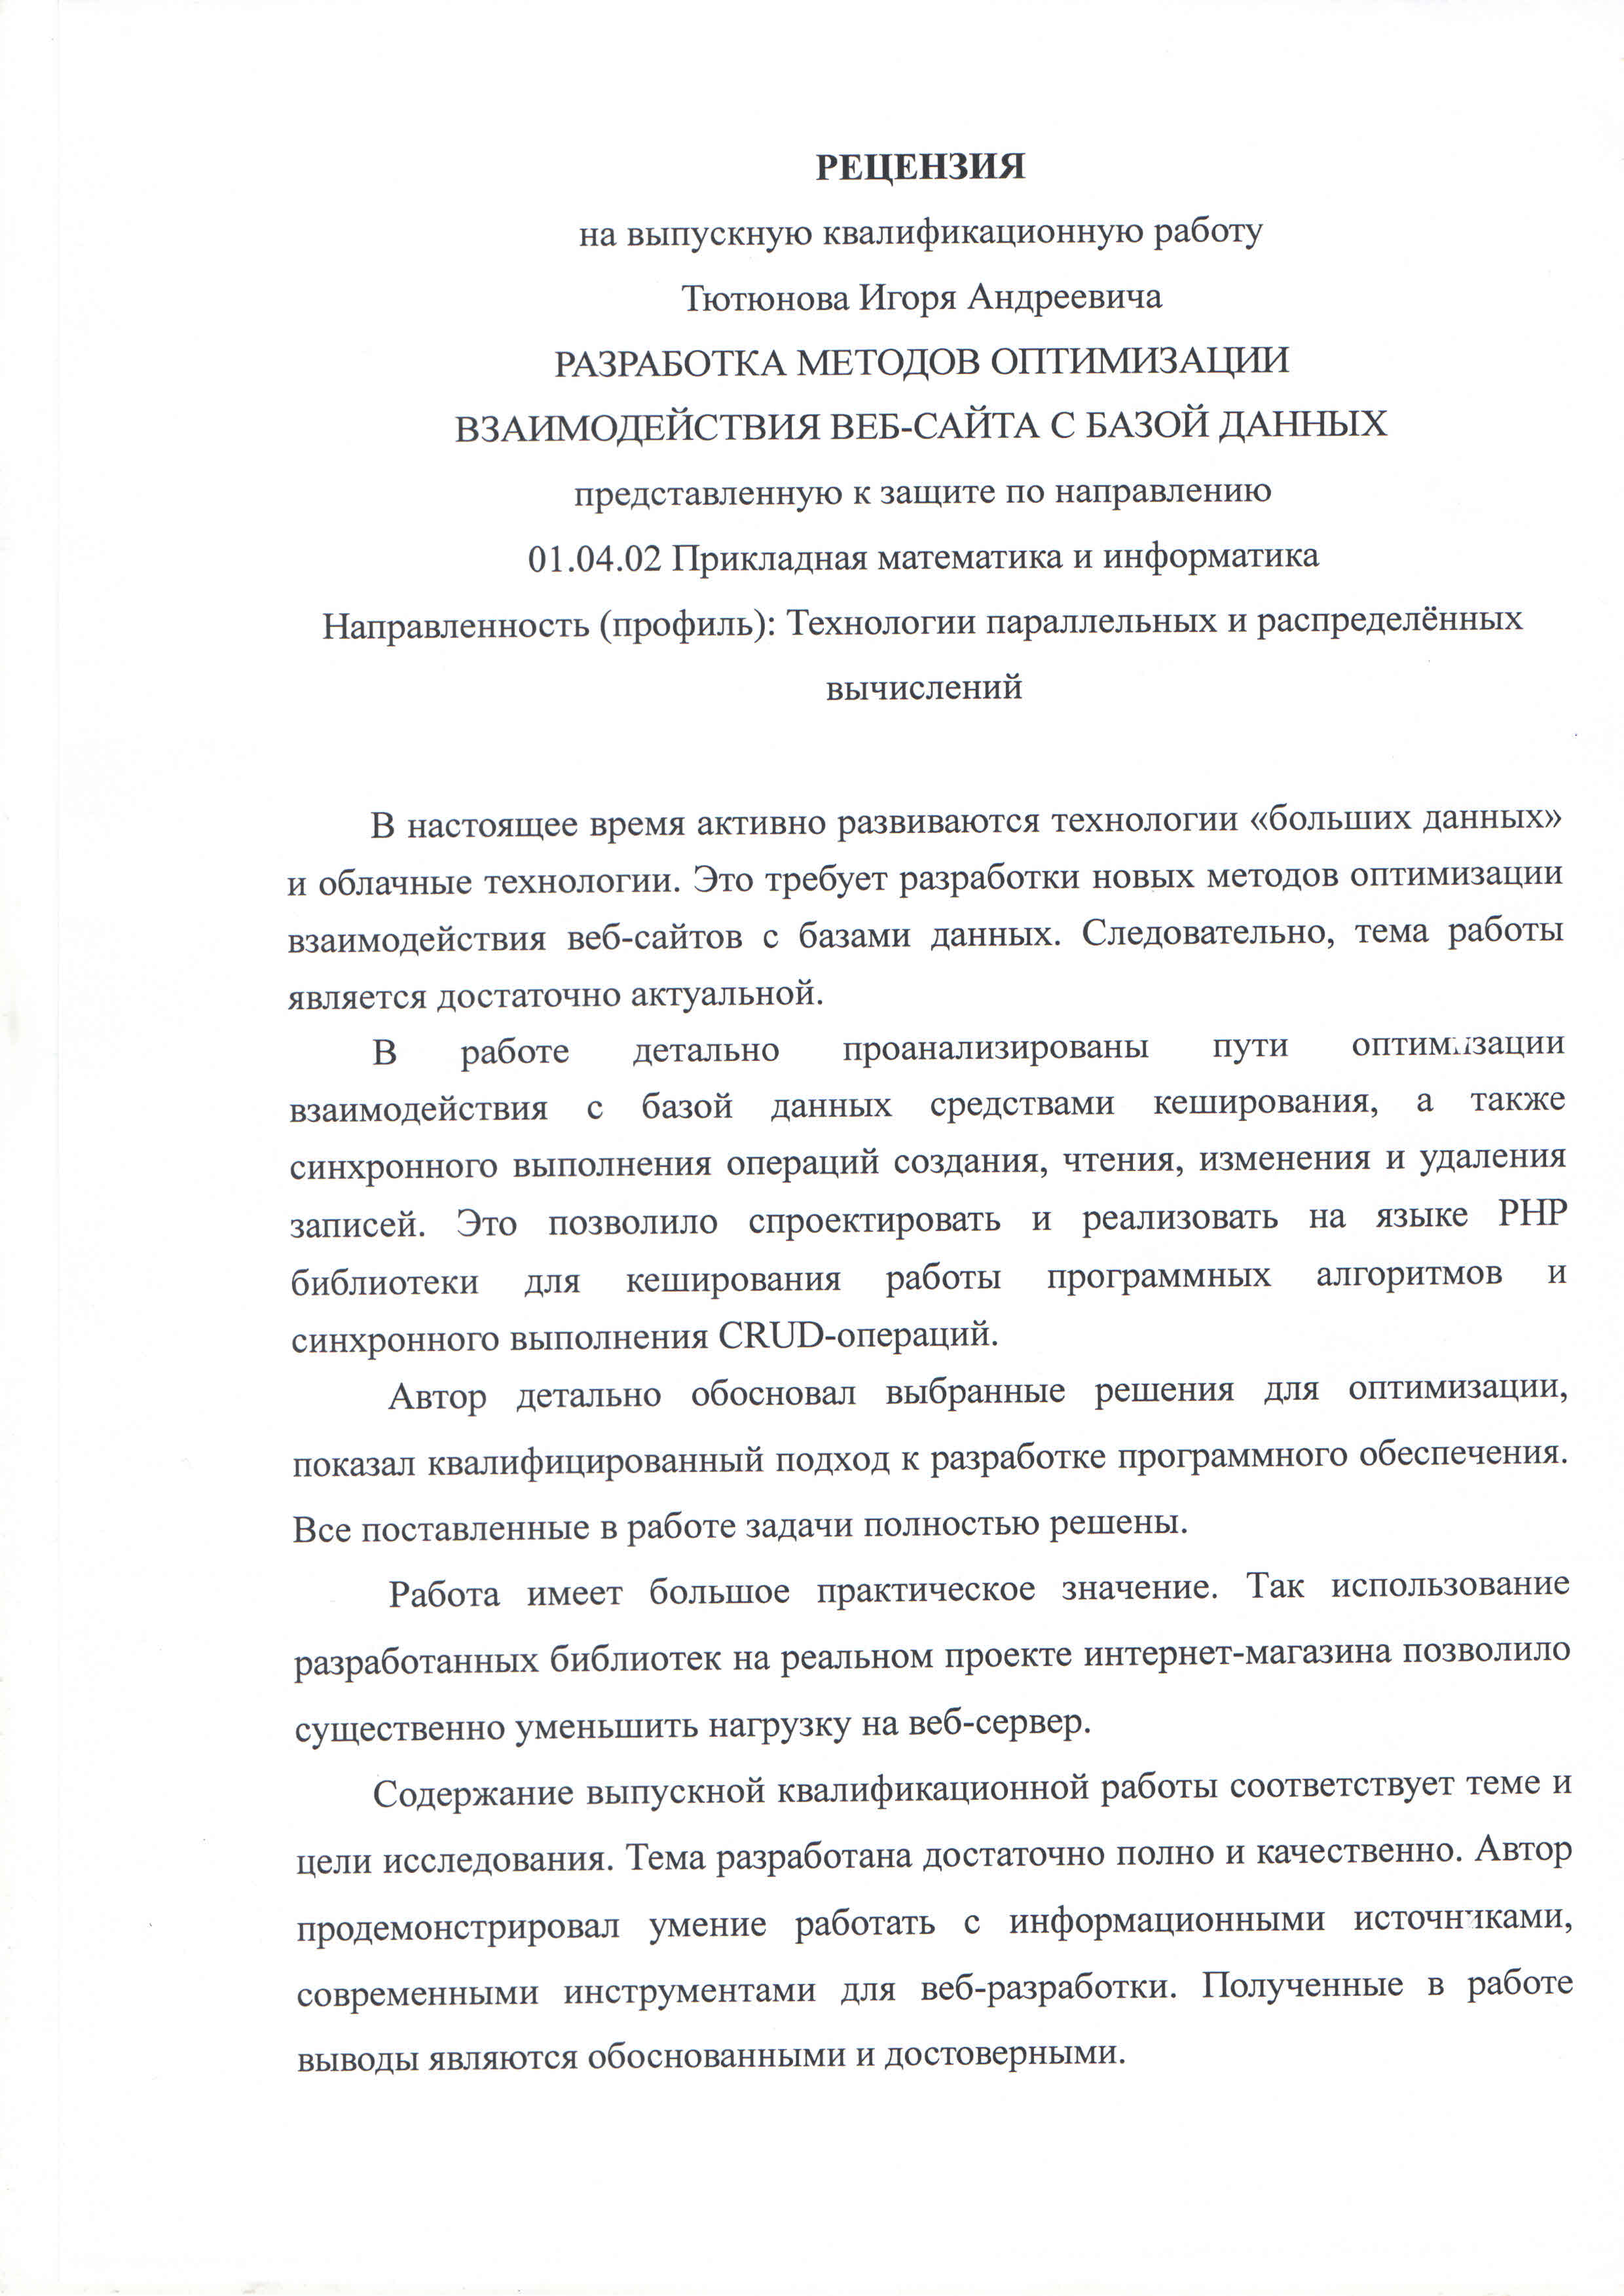 РЕЦЕНЗИЯ
на выпускную квалификационную работу
Тютюнова Игоря Андреевича
РАЗРАБОТКА МЕТОДОВ ОПТИМИЗАЦИИ
ВЗАИМОДЕЙСТВИЯ ВЕБ-САЙТА С БАЗОЙ ДАННЫХ
представленную к защите по направлению
01.04.02 Прикладная математика и информатика
Направленность (профиль): Технологии параллельных и распределённых
вычислений
В настоящее время активно развиваются технологии «больших данных»
и облачные технологии. Это требует разработки новых методов оптимизации
взаимодействия веб-сайтов с базами данных. Следовательно, тема работы
является достаточно актуальной.
В работе детально проанализированы пути оптимизации
взаимодействия с базой данных средствами кеширования, а также
синхронного выполнения операций создания, чтения, изменения и удаления
записей. Это позволило спроектировать и реализовать на языке PHP
библиотеки для кеширования работы программных алгоритмов и
синхронного выполнения CRUD-операций.
Автор детально обосновал выбранные решения для оптимизации,
показал квалифицированный подход к разработке программного обеспечения.
Все поставленные в работе задачи полностью решены.
Работа имеет большое практическое значение. Так использование
разработанных библиотек на реальном проекте интернет-магазина позволило
существенно уменьшить нагрузку на веб-сервер.
Содержание выпускной квалификационной работы соответствует теме и
цели исследования. Тема разработана достаточно полно и качественно. Автор
продемонстрировал умение работать с информационными источниками,
современными инструментами для веб-разработки. Полученные в работе
выводы являются обоснованными и достоверными.